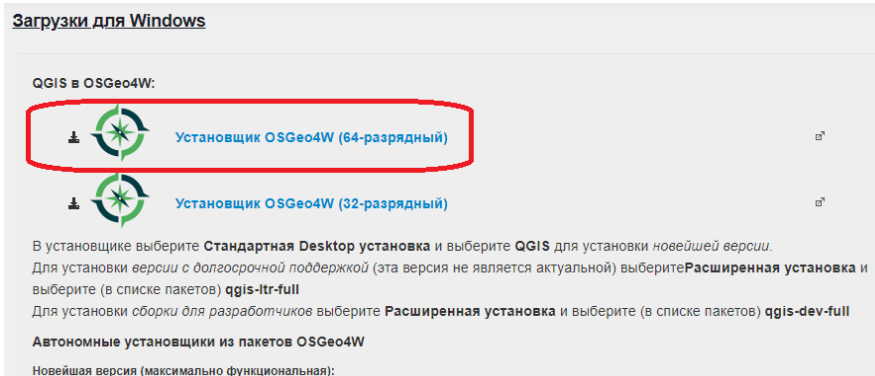 Загрузки для Windows
QGIS в OSGeo4W:
Установщик OSGeo4W (64-разрядный)
Установщик OSGeo4W (32-разрядный)
В установщике выберите Стандартная Desktop установка и выберите QGIS для установки новейшей версии.
Для установки версии с долгосрочной поддержкой (эта версия не является актуальной) выберитеРасширенная установка и
выберите (в списке пакетов) qgis-ltr-full
Для установки сборки для разработчиков выберите Расширенная установка и выберите (в списке пакетов) qgis-dev-full
Автономные установщики из пакетов OSGeo4W
Новейшая версия (максимально функциональная):